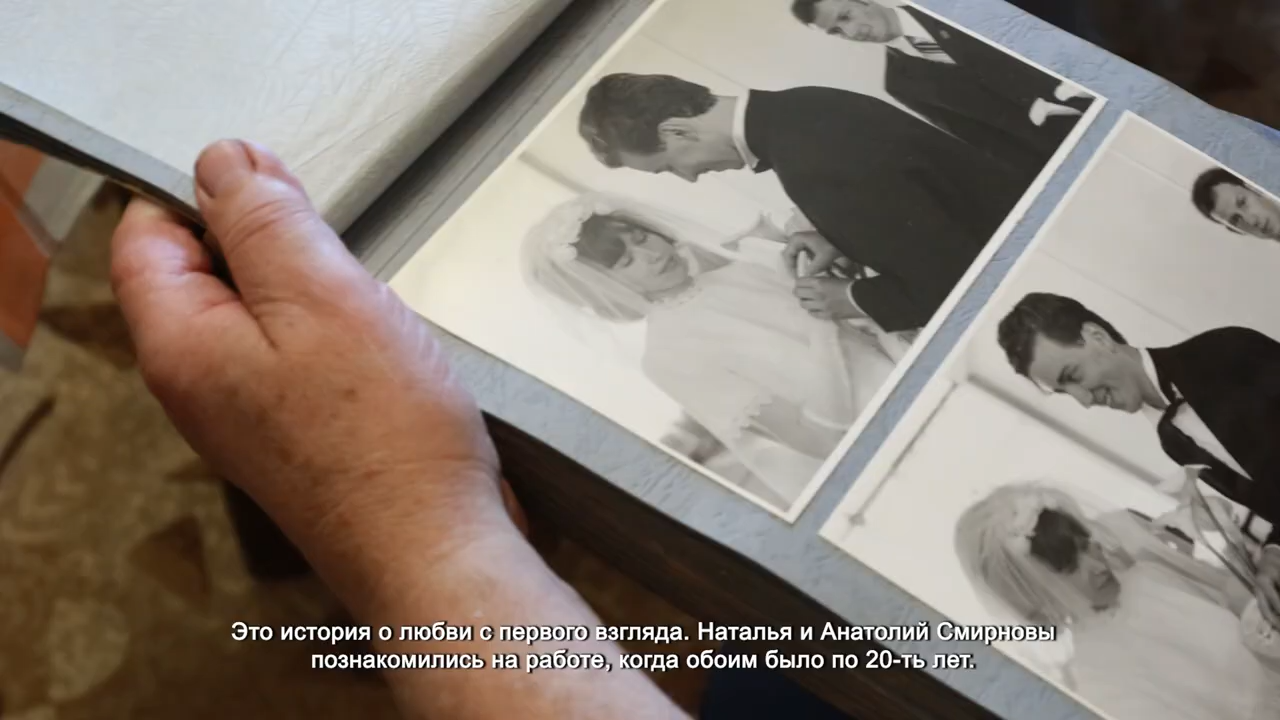 Это история о любви с первого взгляда. Наталья и Анатолий Смирновы
познакомились на работе, когда обоим было по 20-ть лет.